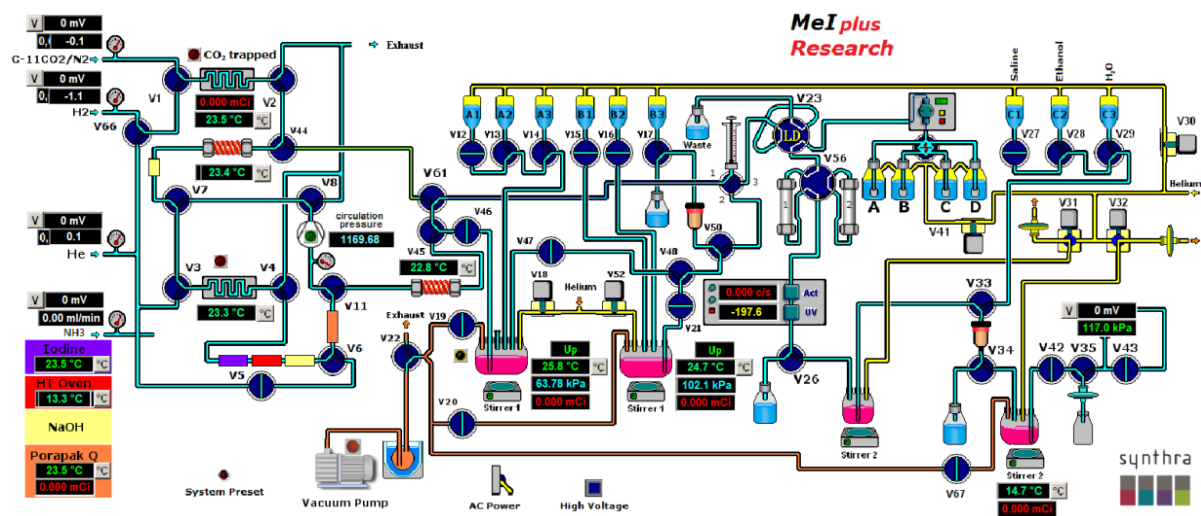 MeI plus
Research
V
0 mV
0,
-0.1
C-11CO2/N2
V
0 mV
0,
-1.1
H2
V66
V1
CO2 trapped
0.000 mCi
23.5 °C
°C
V2
Exhaust
V44
23.4 °C
°C
V7
V8
circulation
pressure
1169.68
V
0 mV
0,
0.1
He
V3
V4
23.3 °C
°C
V
0 mV
0.00 ml/min
NH3
V11
V5
V6
Iodine
23.5 °C
°C
HT Oven
13.3 °C
°C
NaOH
Porapak Q
23.5 °C
°C
0.000 mCi
System Preset
Vacuum Pump
AC Power
High Voltage
A1
A2
A3
B1
B2
B3
V12
V13
V14
V15
V16
V17
Waste
V23
LD
V61
V46
V45
22.8 °C
°C
V47
V48
V50
1
2
3
V56
1
2
V18
V52
Helium
Exhaust
V19
V22
V20
V21
Stirrer 1
Up
25.8 °C
°C
63.78 kPa
0.000 mCi
Stirrer 1
Up
24.7 °C
°C
102.1 kPa
0.000 mCi
0.000 c/s
Act
-197.6
UV
V26
Stirrer 2
A
B
C
D
V41
Saline
Ethanol
H2O
C1
C2
C3
V27
V28
V29
V30
Helium
V31
V32
V33
V34
V
0 mV
117.0 kPa
V42
V35
V43
Stirrer 2
14.7 °C
°C
0.000 mCi
V67
synthra